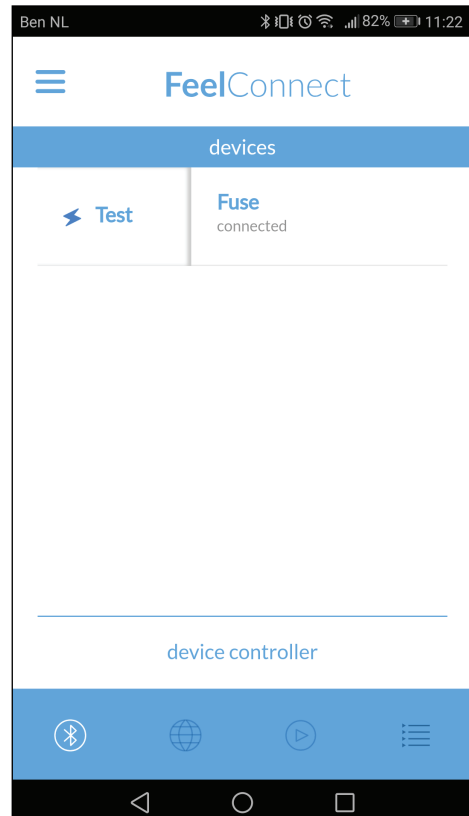 Ben NL 82% 11:22
FeelConnect
devices
Test
Fuse
connected
device controller